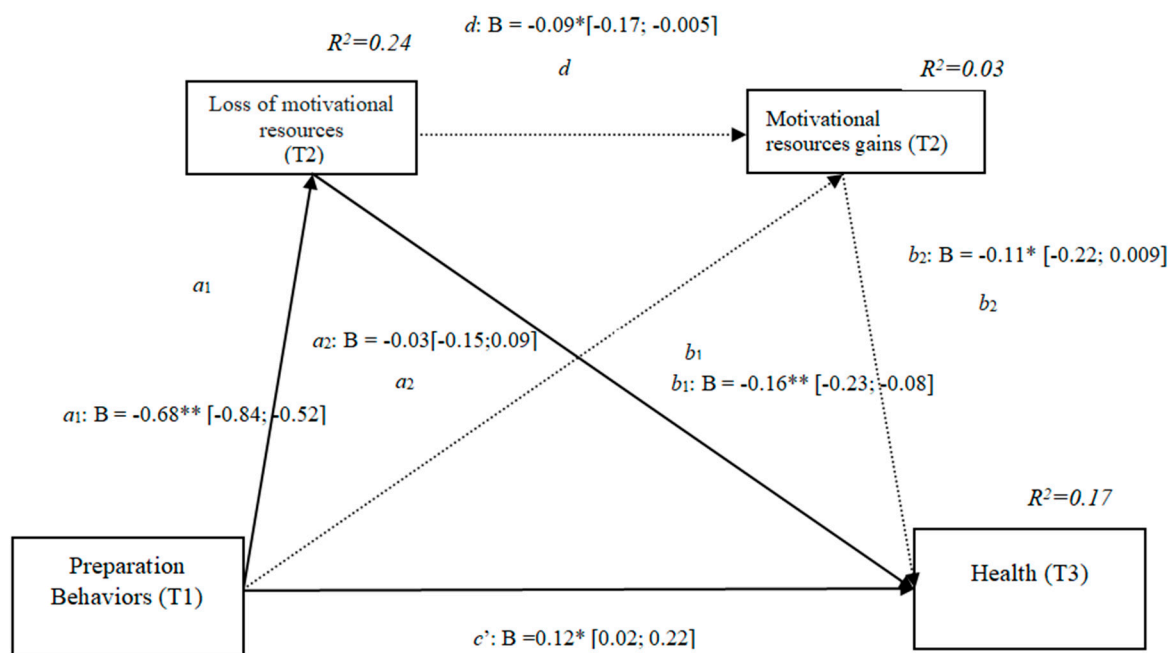 d: B = -0.09*[-0.17; -0.005]
R²=0.24
d
R²=0.03
Loss of motivational
resources
(T2)
Motivational
resources gains (T2)
b2: B = -0.11* [-0.22; 0.009]
a1
b2
a2: B = -0.03[-0.15;0.09]
b1
a2
b1: B = -0.16** [-0.23; -0.08]
a1: B = -0.68** [-0.84; -0.52]
R²=0.17
Preparation
Behaviors (T1)
Health (T3)
c’: B =0.12* [0.02; 0.22]